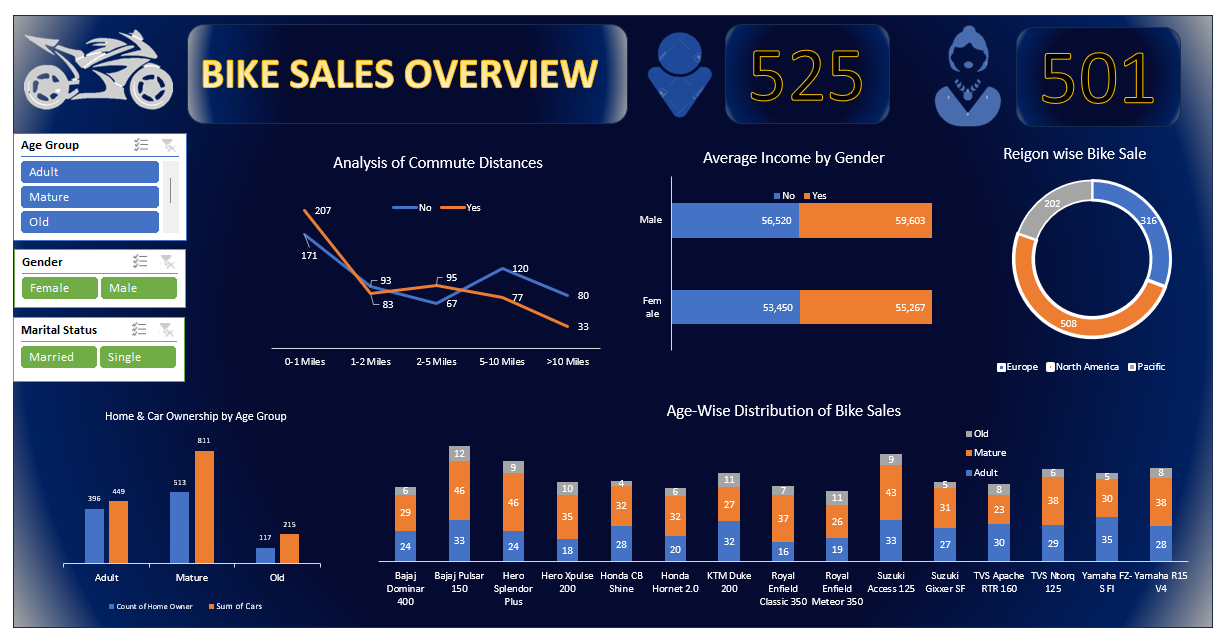 BIKE SALES OVERVIEW
525
501
Age Group
Adult
Mature
Old
Gender
Female
Male
Marital Status
Married
Single
Analysis of Commute Distances
No
Yes
207
171
93
83
95
67
120
77
80
33
0-1 Miles
1-2 Miles
2-5 Miles
5-10 Miles
>10 Miles
Average Income by Gender
No
Yes
Male
56,520
59,603
Fem
ale
53,450
55,267
Reigon wise Bike Sale
202
316
508
Europe
North America
Pacific
Home & Car Ownership by Age Group
396
449
513
811
117
215
Adult
Mature
Old
Count of Home Owner
Sum of Cars
Age-Wise Distribution of Bike Sales
Old
Mature
Adult
6
12
9
10
4
6
11
7
11
9
5
8
6
5
8
29
46
46
35
32
32
27
37
26
43
31
23
38
30
38
24
33
24
18
28
20
32
16
19
33
27
30
29
35
28
Bajaj
Dominar
400
Bajaj Pulsar
150
Hero
Splendor
Plus
Hero Xpulse
200
Honda CB
Shine
Honda
Hornet 2.0
KTM Duke
200
Royal
Enfield
Classic 350
Royal
Enfield
Meteor 350
Suzuki
Access 125
Suzuki
Gixxer SF
TVS Apache
RTR 160
TVS Ntorq
125
Yamaha FZ-
S FI
Yamaha R15
V4